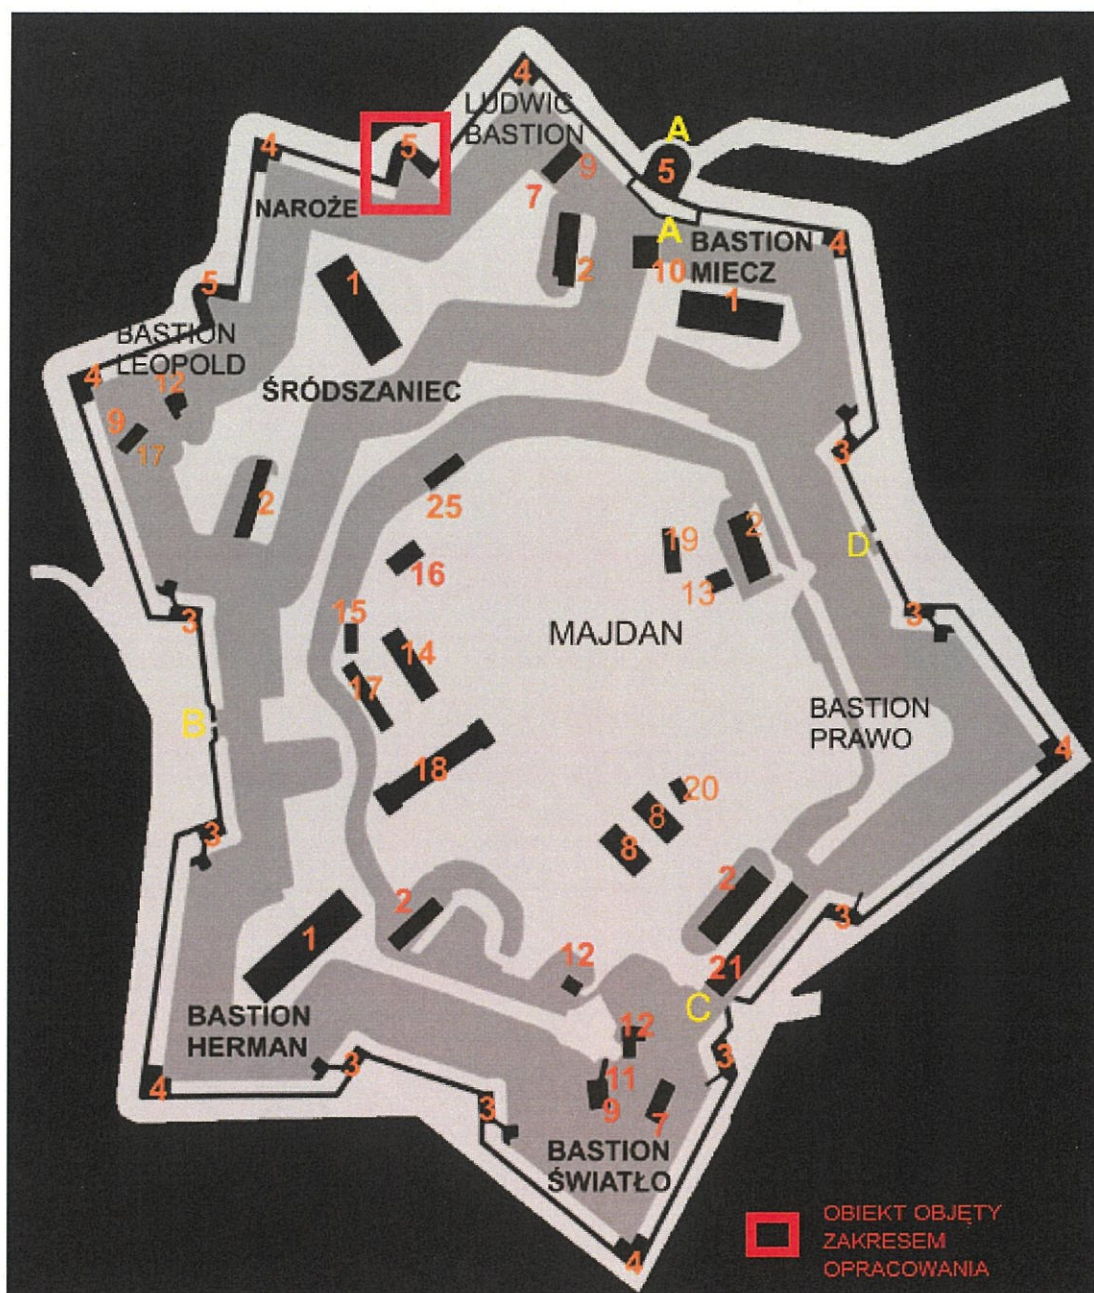 4
LUDWIG
BASTION
A
4
5
5
9
NAROŻE
7
A
BASTION
MIECZ
4
10
2
1
5
1
BASTION
LEOPOLD
4
12
ŚRÓDSZANIEC
9
17
3
2
25
19
2
D
16
13
15
3
3
MAJDAN
14
17
B
BASTION
PRAWO
4
18
20
8
3
8
2
2
3
1
12
21
C
BASTION
HERMAN
12
3
3
4
11
9
7
3
BASTION
ŚWIATŁO
4
OBIEKT OBJĘTY
ZAKRESEM
OPRACOWANIA